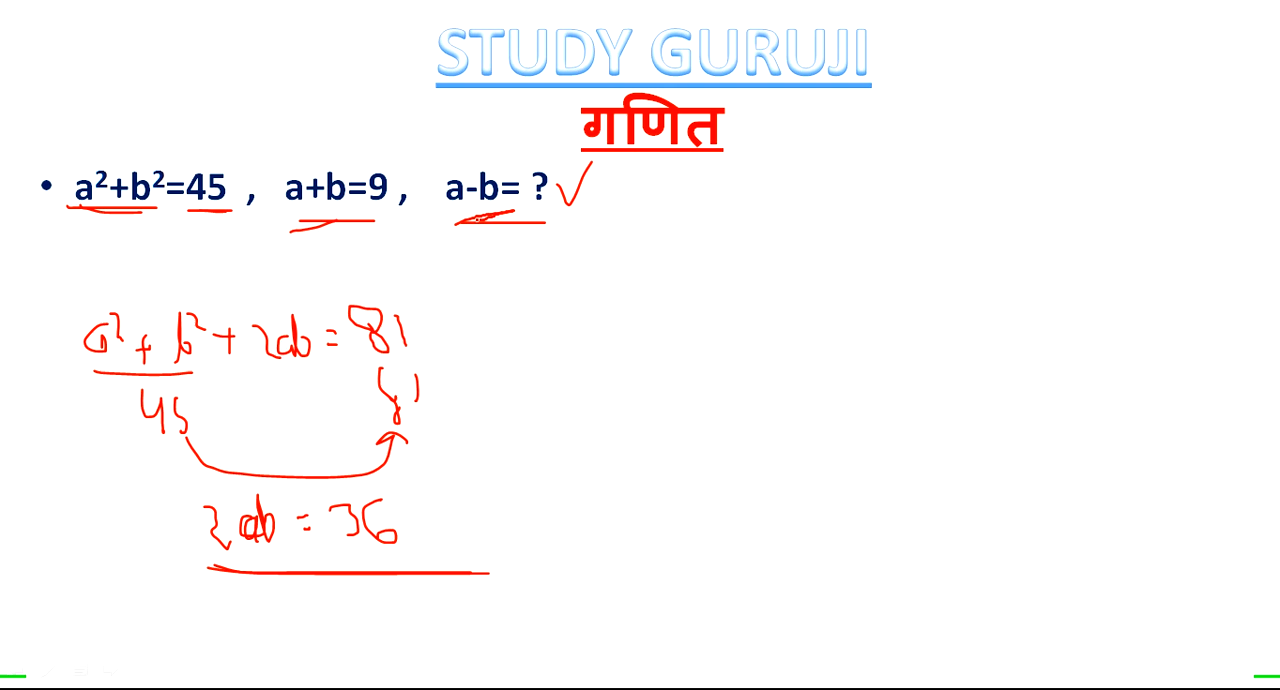 STUDY GURUJI
गणित
• a²+b²=45 , a+b=9 , a-b= ?
a² + b² + 2ab = 81
45 81
2ab = 36